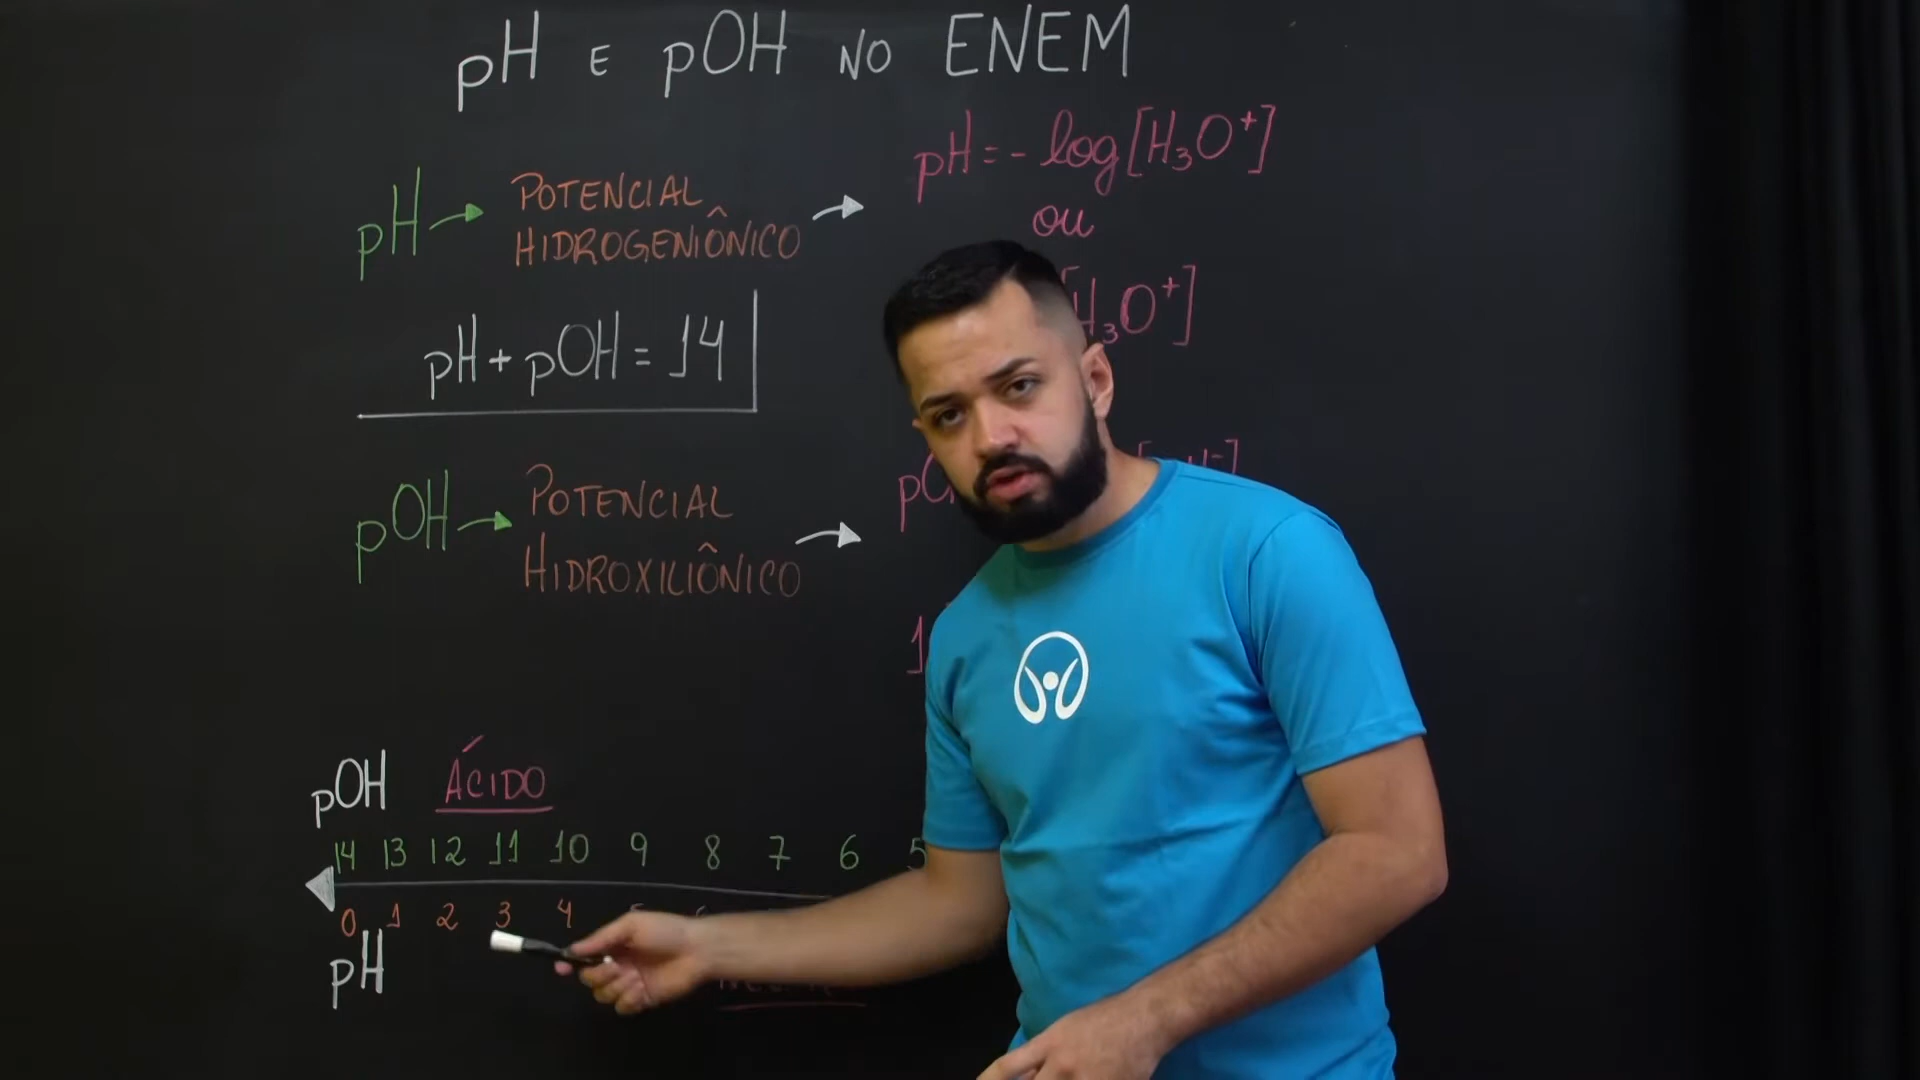 pH E pOH NO ENEM
pH = - log [H₃O⁺]
ou
H₃O⁺]
pH → POTENCIAL
HIDROGENIÔNICO →
pH + pOH = 14
pOH → POTENCIAL
HIDROXILIÔNICO →
pOH ÁCIDO
14 13 12 11 10 9 8 7 6 5
0 1 2 3 4
pH